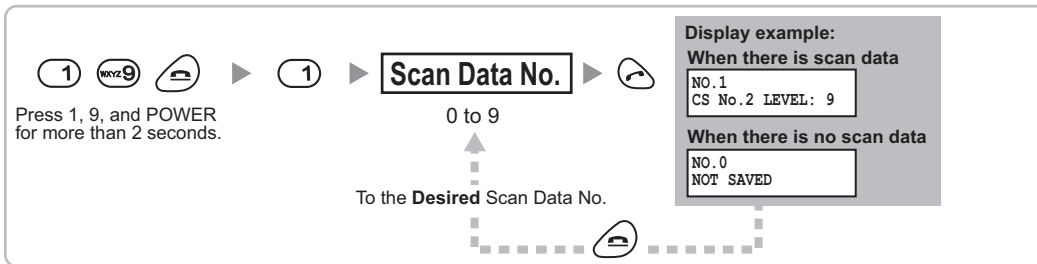 1 WXYZ9 1 Scan Data No.
Press 1, 9, and POWER
for more than 2 seconds.
0 to 9
To the Desired Scan Data No.
Display example:
When there is scan data
NO.1
CS No.2 LEVEL: 9
When there is no scan data
NO.0
NOT SAVED